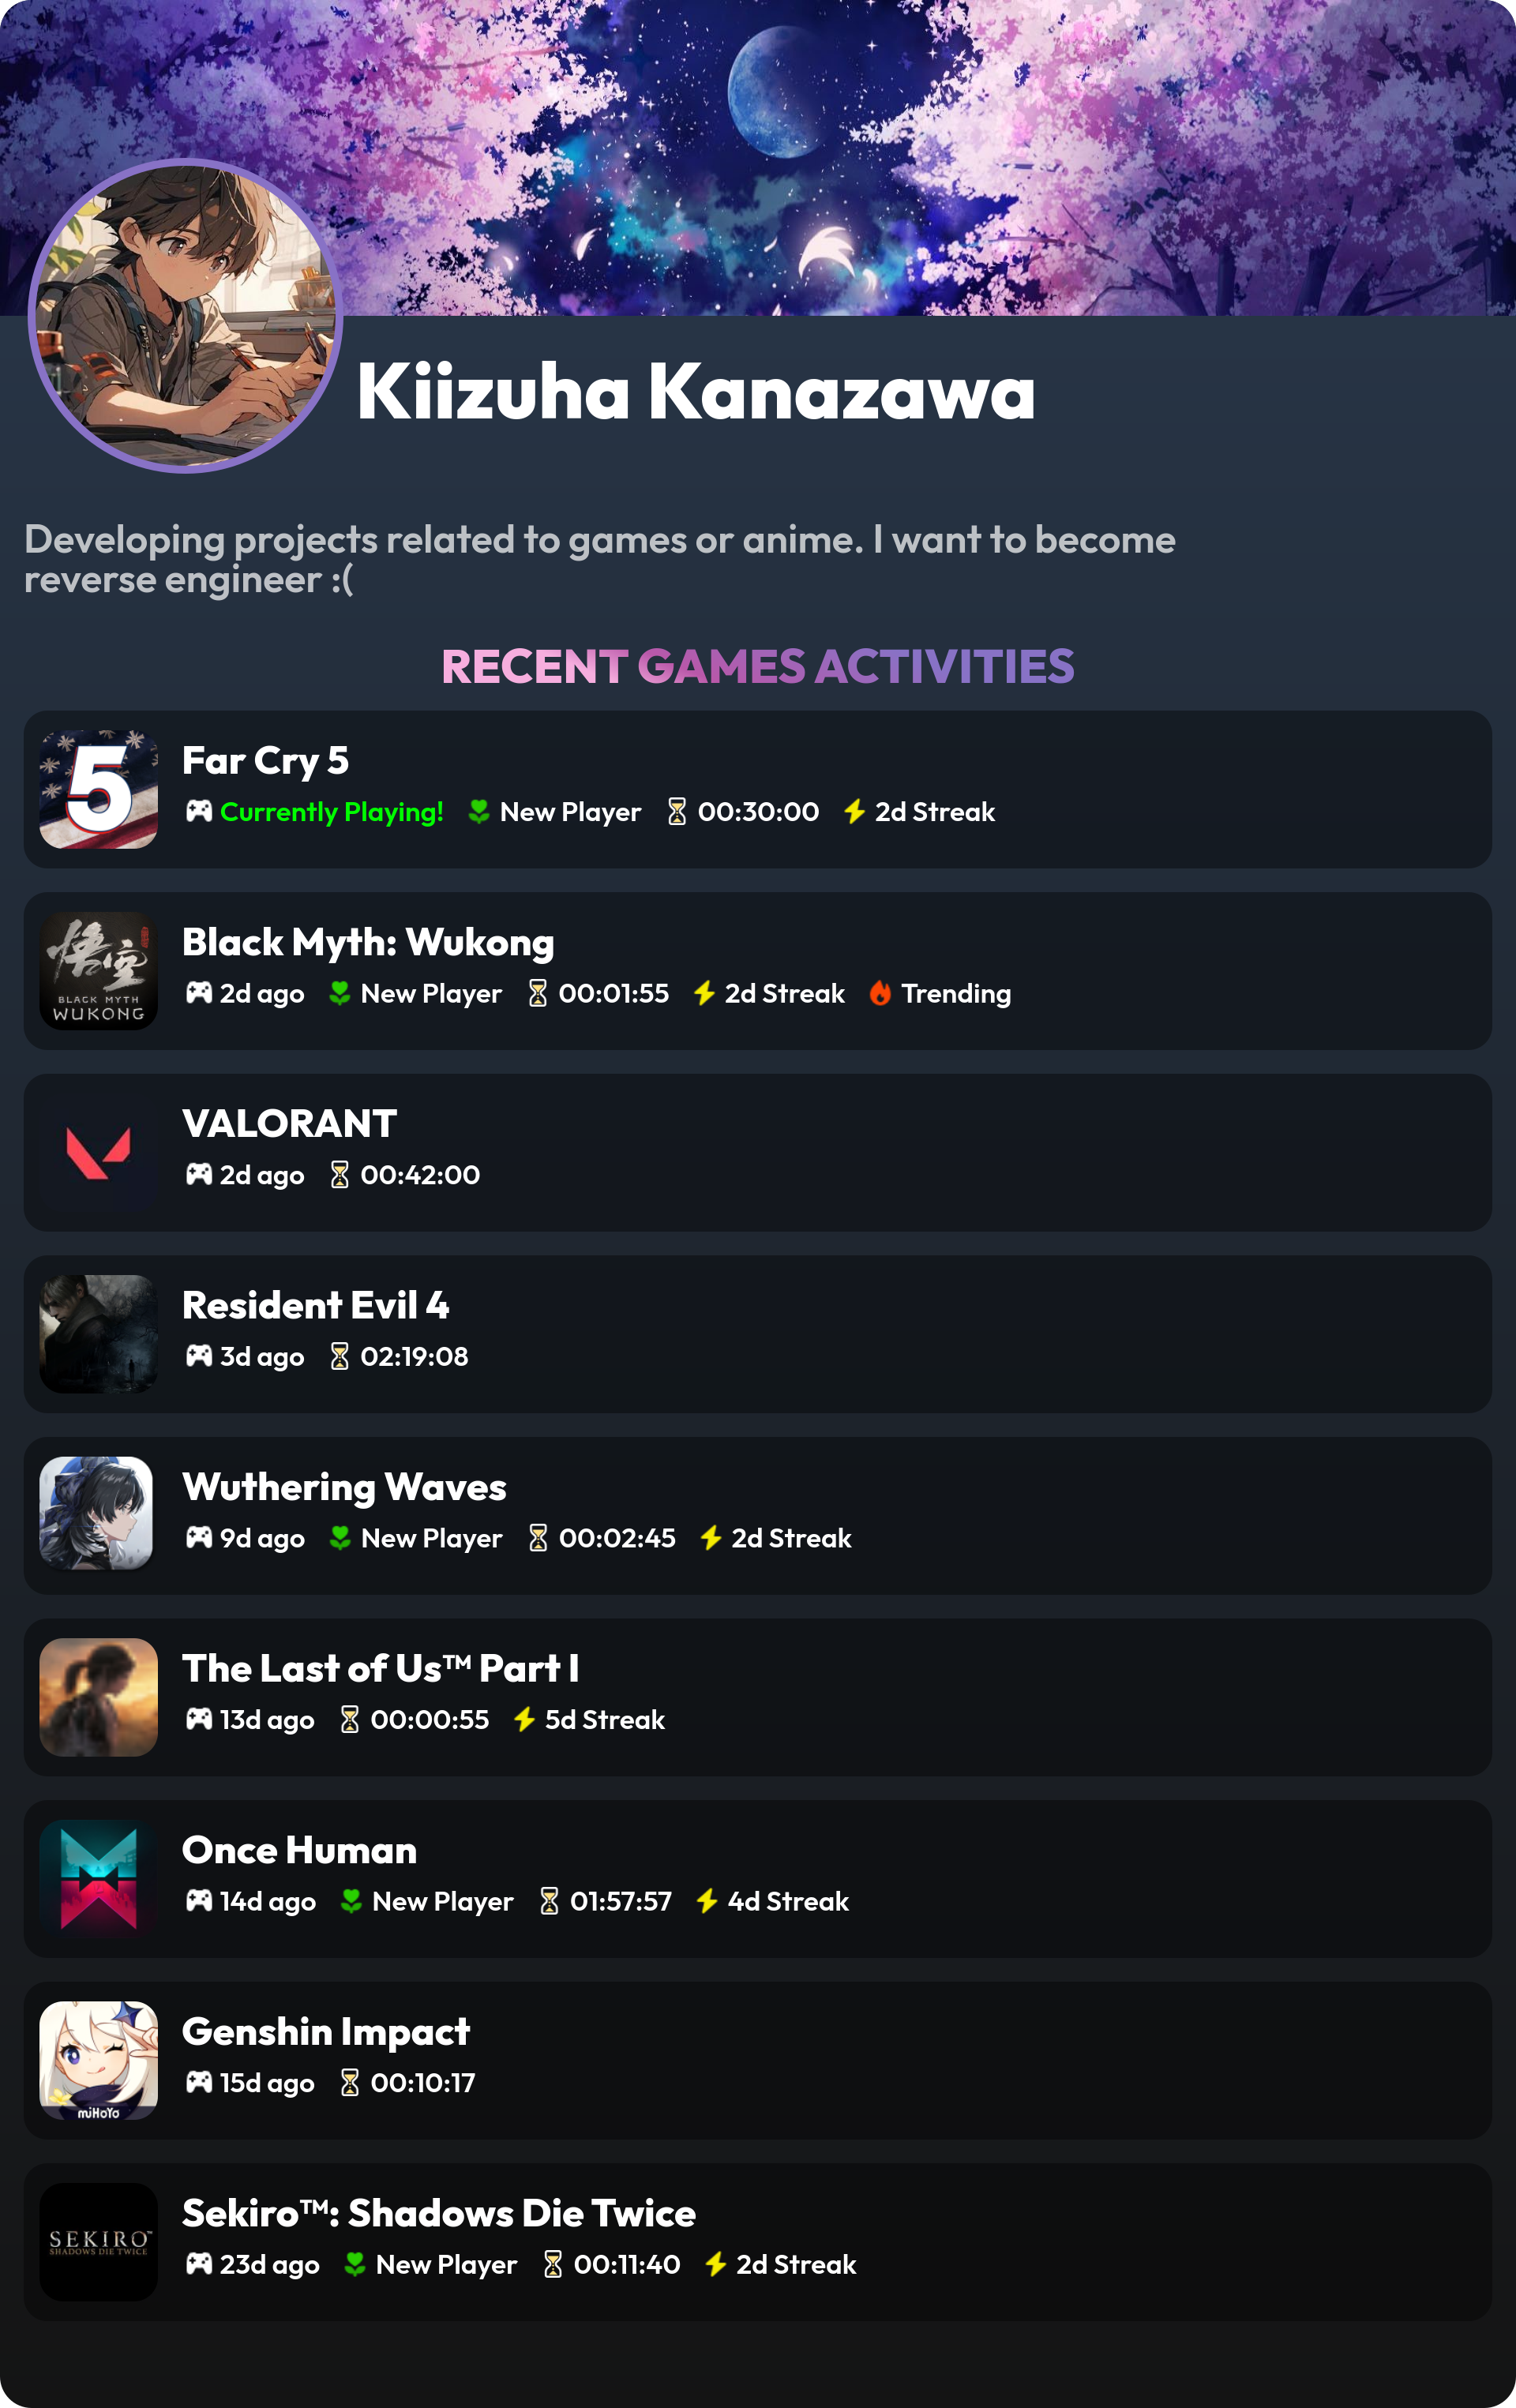 Kiizuha Kanazawa
Developing projects related to games or anime. I want to become
reverse engineer :(
RECENT GAMES ACTIVITIES
5
Far Cry 5
Currently Playing! New Player 00:30:00 2d Streak
悟空
BLACK MYTH
WUKONG
Black Myth: Wukong
2d ago New Player 00:01:55 2d Streak Trending
VALORANT
2d ago 00:42:00
Resident Evil 4
3d ago 02:19:08
Wuthering Waves
9d ago New Player 00:02:45 2d Streak
The Last of Us™ Part I
13d ago 00:00:55 5d Streak
Once Human
14d ago New Player 01:57:57 4d Streak
miHoYo
Genshin Impact
15d ago 00:10:17
SEKIRO™
SHADOWS DIE TWICE
Sekiro™: Shadows Die Twice
23d ago New Player 00:11:40 2d Streak